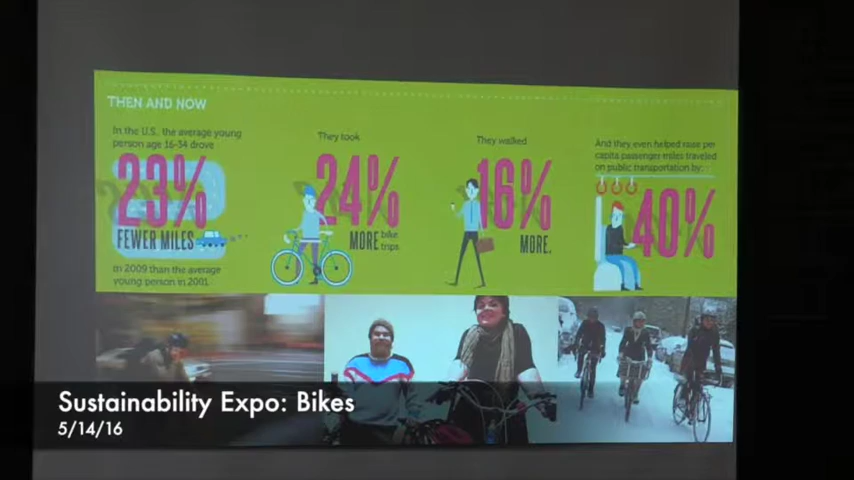 THEN AND NOW
In the U.S., the average young
person age 16-34 drove
23%
FEWER MILES
in 2009 than the average
young person in 2001.
They took
24%
MORE bike
trips
They walked
16%
MORE.
And they even helped raise per
capita passenger-miles traveled
on public transportation by:
40%
Sustainability Expo: Bikes
5/14/16